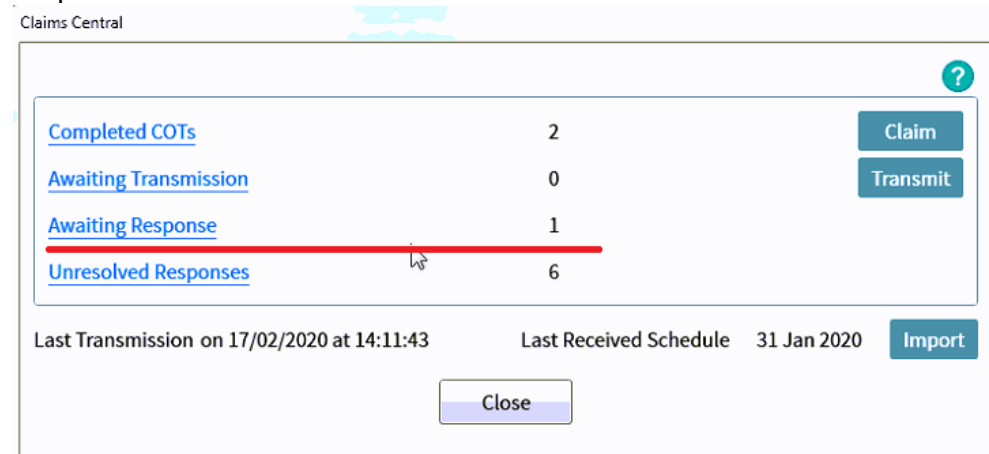 Claims Central
?
Completed COTs 2 Claim
Awaiting Transmission 0 Transmit
Awaiting Response 1
Unresolved Responses 6
Last Transmission on 17/02/2020 at 14:11:43 Last Received Schedule 31 Jan 2020 Import
Close